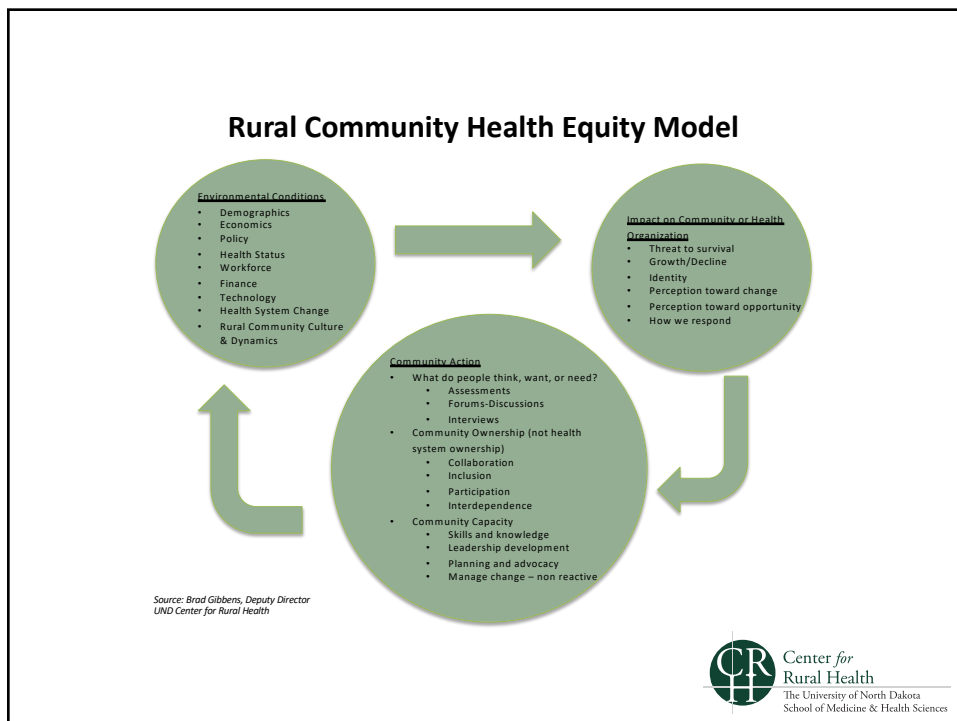 Rural Community Health Equity Model
Environmental Conditions
• Demographics
• Economics
• Policy
• Health Status
• Workforce
• Finance
• Technology
• Health System Change
• Rural Community Culture
& Dynamics
Impact on Community or Health
Organization
• Threat to survival
• Growth/Decline
• Identity
• Perception toward change
• Perception toward opportunity
• How we respond
Community Action
• What do people think, want, or need?
• Assessments
• Forums-Discussions
• Interviews
• Community Ownership (not health
system ownership)
• Collaboration
• Inclusion
• Participation
• Interdependence
• Community Capacity
• Skills and knowledge
• Leadership development
• Planning and advocacy
• Manage change – non reactive
Source: Brad Gibbens, Deputy Director
UND Center for Rural Health
CRH
Center for
Rural Health
The University of North Dakota
School of Medicine & Health Sciences